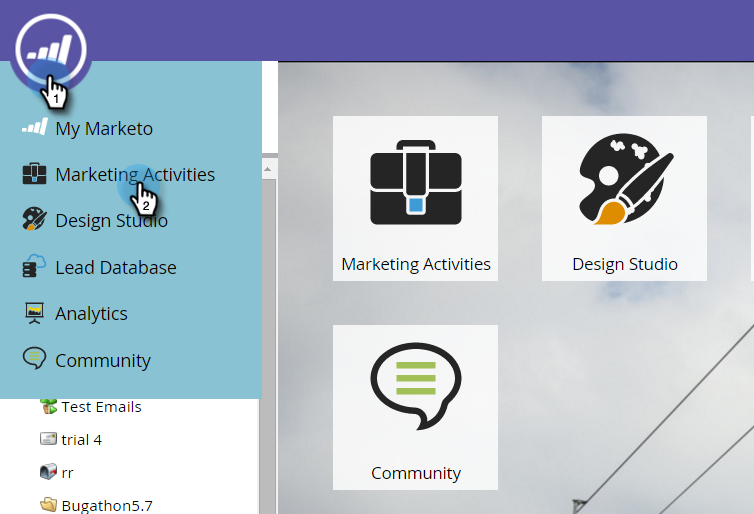 1
My Marketo
Marketing Activities
2
Design Studio
Lead Database
Analytics
Community
Test Emails
trial 4
rr
Bugathon5.7
Marketing Activities
Design Studio
Community